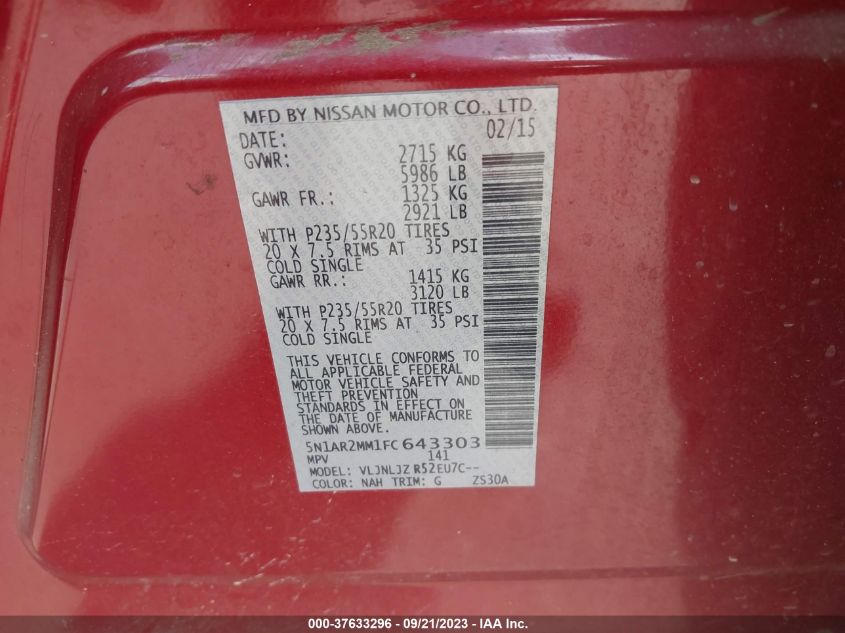 MFD BY NISSAN MOTOR CO., LTD.
DATE: 02/15
GVWR: 2715 KG
5986 LB
GAWR FR.: 1325 KG
2921 LB
WITH P235/55R20 TIRES
20 X 7.5 RIMS AT 35 PSI
COLD SINGLE
GAWR RR.: 1415 KG
3120 LB
WITH P235/55R20 TIRES
20 X 7.5 RIMS AT 35 PSI
COLD SINGLE
THIS VEHICLE CONFORMS TO
ALL APPLICABLE FEDERAL
MOTOR VEHICLE SAFETY AND
THEFT PREVENTION
STANDARDS IN EFFECT ON
THE DATE OF MANUFACTURE
SHOWN ABOVE.
5N1AR2MM1FC643303
MPV 141
MODEL: VLJNLJZ R52EU7C--
COLOR: NAH TRIM: G ZS30A
000-37633296 - 09/21/2023 - IAA Inc.